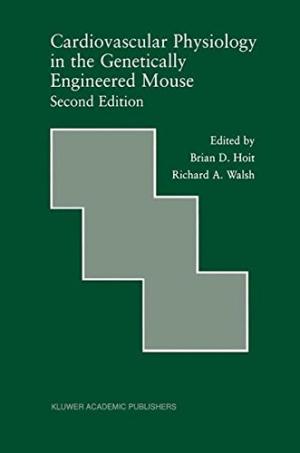 Cardiovascular Physiology
in the Genetically
Engineered Mouse
Second Edition
Edited by
Brian D. Hoit
Richard A. Walsh
KLUWER ACADEMIC PUBLISHERS